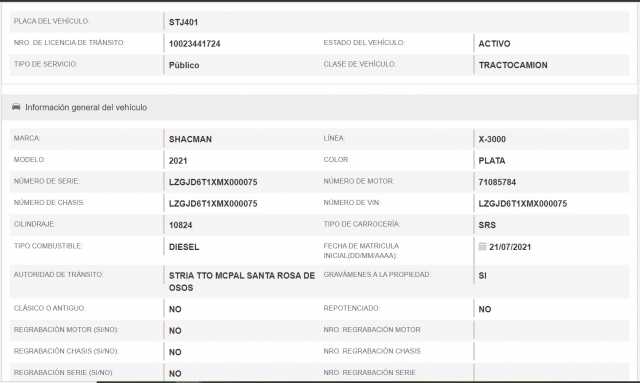 PLACA DEL VEHÍCULO: STJ401
NRO. DE LICENCIA DE TRÁNSITO: 10023441724 ESTADO DEL VEHÍCULO: ACTIVO
TIPO DE SERVICIO: Público CLASE DE VEHÍCULO: TRACTOCAMION
Información general del vehículo
MARCA: SHACMAN LÍNEA: X-3000
MODELO: 2021 COLOR: PLATA
NÚMERO DE SERIE: LZGJD6T1XMX000075 NÚMERO DE MOTOR: 71085784
NÚMERO DE CHASIS: LZGJD6T1XMX000075 NÚMERO DE VIN: LZGJD6T1XMX000075
CILINDRAJE: 10824 TIPO DE CARROCERÍA: SRS
TIPO COMBUSTIBLE: DIESEL FECHA DE MATRICULA
INICIAL(DD/MM/AAAA): 21/07/2021
AUTORIDAD DE TRÁNSITO: STRIA TTO MCPAL SANTA ROSA DE
OSOS GRAVÁMENES A LA PROPIEDAD: SI
CLÁSICO O ANTIGUO: NO REPOTENCIADO: NO
REGRABACIÓN MOTOR (SI/NO): NO NRO. REGRABACIÓN MOTOR
REGRABACIÓN CHASIS (SI/NO): NO NRO. REGRABACIÓN CHASIS
REGRABACIÓN SERIE (SI/NO): NO NRO. REGRABACIÓN SERIE